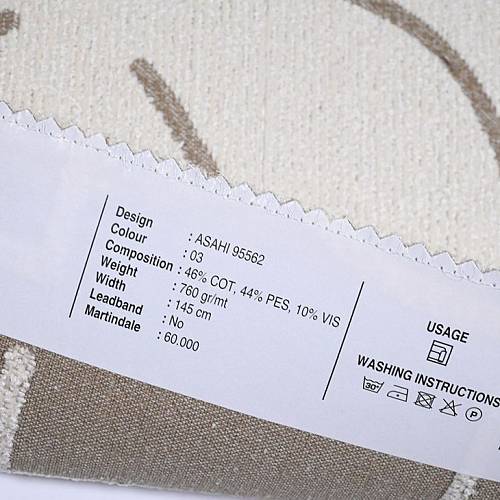 Design : ASAHI 95562
Colour : 03
Composition : 46% COT, 44% PES, 10% VIS
Weight : 760 gr/mt
Width : 145 cm
Leadband : No
Martindale : 60.000
USAGE
WASHING INSTRUCTIONS
30°
P